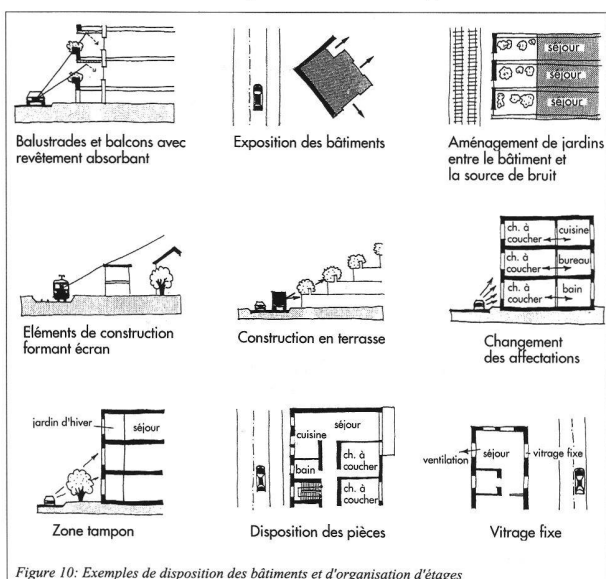 séjour
séjour
séjour
Balustrades et balcons avec
revêtement absorbant
Exposition des bâtiments
Aménagement de jardins
entre le bâtiment et
la source de bruit
ch. à
coucher
cuisine
ch. à
coucher
bureau
ch. à
coucher
bain
Eléments de construction
formant écran
Construction en terrasse
Changement
des affectations
jardin d'hiver
séjour
séjour
cuisine
bain
ch. à
coucher
ch. à
coucher
ventilation
séjour
vitrage fixe
Zone tampon
Disposition des pièces
Vitrage fixe
Figure 10: Exemples de disposition des bâtiments et d'organisation d'étages